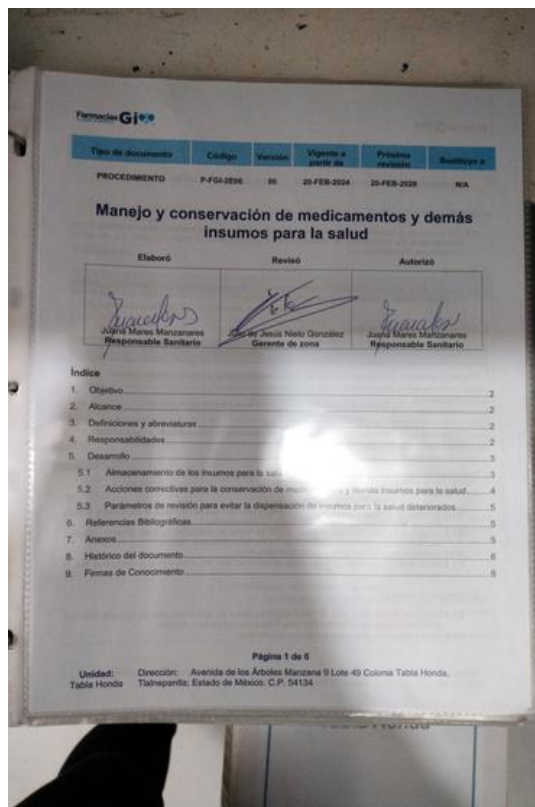 Farmacias Gi
Tipo de documento Código Versión Vigente a partir de Próxima revisión Sustituye a
PROCEDIMIENTO P-FGI-2E06 00 20-FEB-2024 20-FEB-2026 N/A
Manejo y conservación de medicamentos y demás
insumos para la salud
Elaboró Revisó Autorizó
Juana Mares Manzanares Julio de Jesús Nieto González Juana Mares Manzanares
Responsable Sanitario Gerente de zona Responsable Sanitario
Índice
1. Objetivo 2
2. Alcance 2
3. Definiciones y abreviaturas 2
4. Responsabilidades 2
5. Desarrollo 3
5.1 Almacenamiento de los insumos para la 3
5.2 Acciones correctivas para la conservación de y demás insumos para la salud 4
5.3 Parámetros de revisión para evitar la dispensación de insumos para la salud deteriorados 5
6. Referencias Bibliográficas 5
7. Anexos 5
8. Histórico del documento 6
9. Firmas de Conocimiento 6
Página 1 de 6
Unidad: Dirección: Avenida de los Árboles Manzana 9 Lote 49 Colonia Tabla Honda,
Tabla Honda Tlalnepantla; Estado de México. C.P. 54134
Tabla Honda